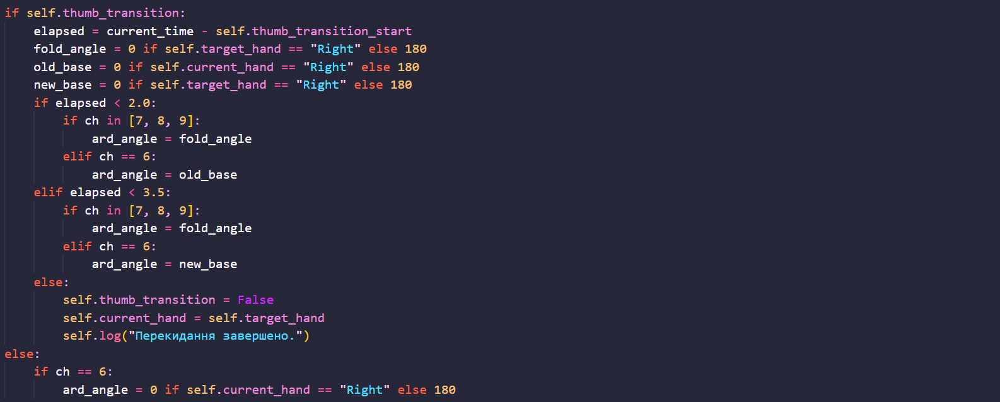 if self.thumb_transition:
    elapsed = current_time - self.thumb_transition_start
    fold_angle = 0 if self.target_hand == "Right" else 180
    old_base = 0 if self.current_hand == "Right" else 180
    new_base = 0 if self.target_hand == "Right" else 180
    if elapsed < 2.0:
        if ch in [7, 8, 9]:
            ard_angle = fold_angle
        elif ch == 6:
            ard_angle = old_base
    elif elapsed < 3.5:
        if ch in [7, 8, 9]:
            ard_angle = fold_angle
        elif ch == 6:
            ard_angle = new_base
    else:
        self.thumb_transition = False
        self.current_hand = self.target_hand
        self.log("Перекидання завершено.")
else:
    if ch == 6:
        ard_angle = 0 if self.current_hand == "Right" else 180